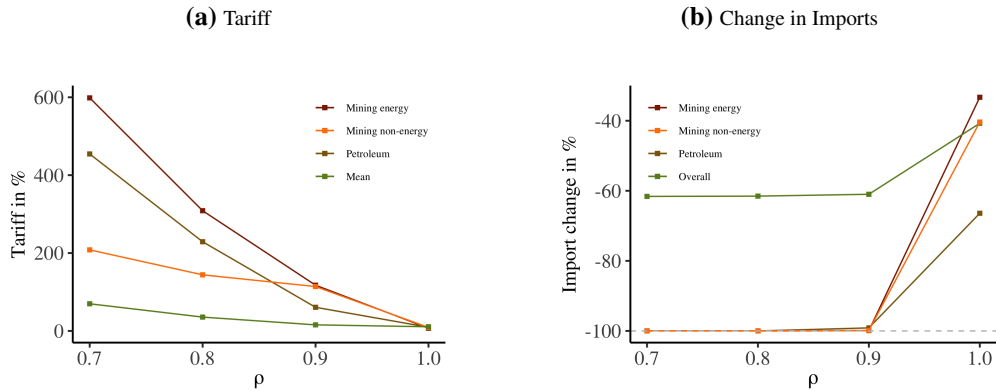 (a) Tariff
Tariff in %
600
400
200
0
0.7 0.8 0.9 1.0
ρ
Mining energy
Mining non-energy
Petroleum
Mean
(b) Change in Imports
Import change in %
-40
-60
-80
-100
0.7 0.8 0.9 1.0
ρ
Mining energy
Mining non-energy
Petroleum
Overall